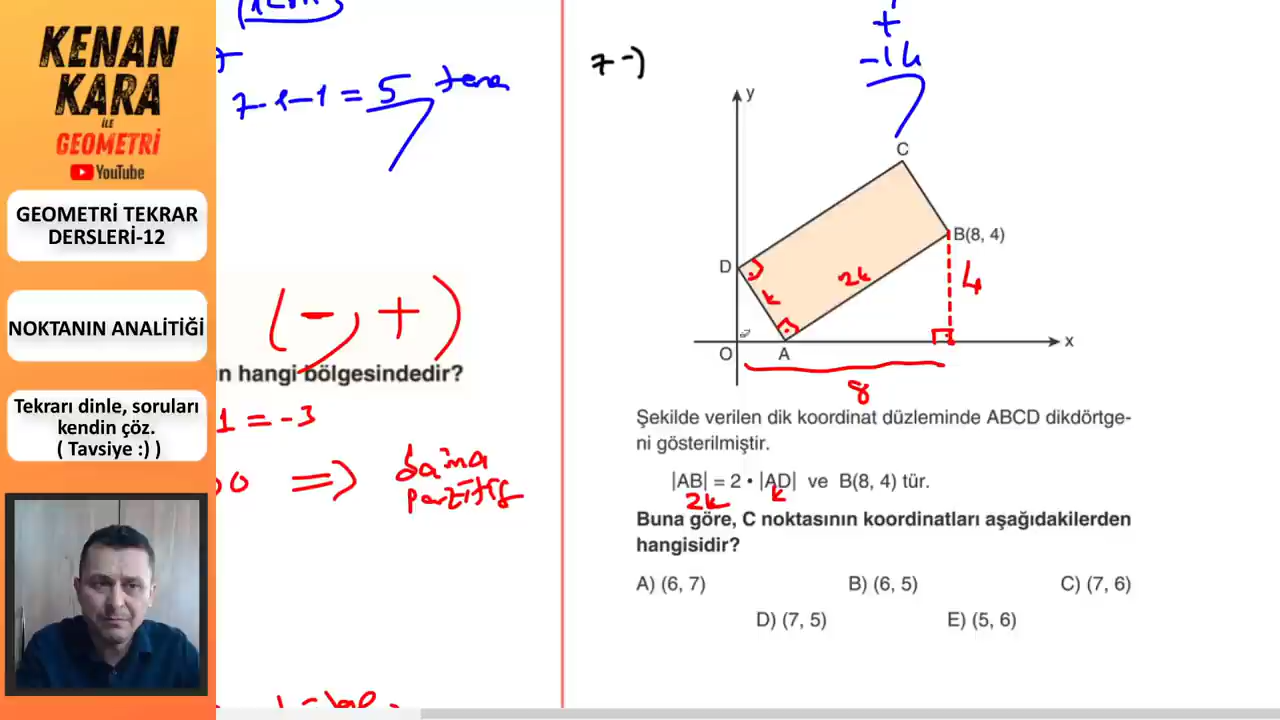 KENAN
KARA
İLE
GEOMETRİ
YouTube
GEOMETRİ TEKRAR
DERSLERİ-12
NOKTANIN ANALİTİĞİ
Tekrarı dinle, soruları
kendin çöz.
( Tavsiye :) )
7-1-1 = 5 tane
(-, +)
n hangi bölgesindedir?
1 = -3
⇒ daima
pozitif
7-)
+
-14
y
C
B(8, 4)
D
2k
k
4
O
A
x
8
Şekilde verilen dik koordinat düzleminde ABCD dikdörtge-
ni gösterilmiştir.
|AB| = 2 • |AD| ve B(8, 4) tür.
2k k
Buna göre, C noktasının koordinatları aşağıdakilerden
hangisidir?
A) (6, 7) B) (6, 5) C) (7, 6)
D) (7, 5) E) (5, 6)